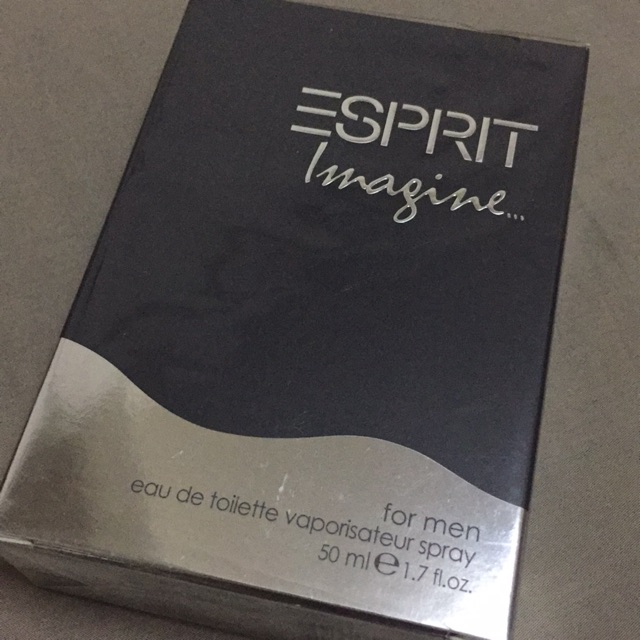 ESPRIT
Imagine...
for men
eau de toilette vaporisateur spray
50 ml e 1.7 fl.oz.